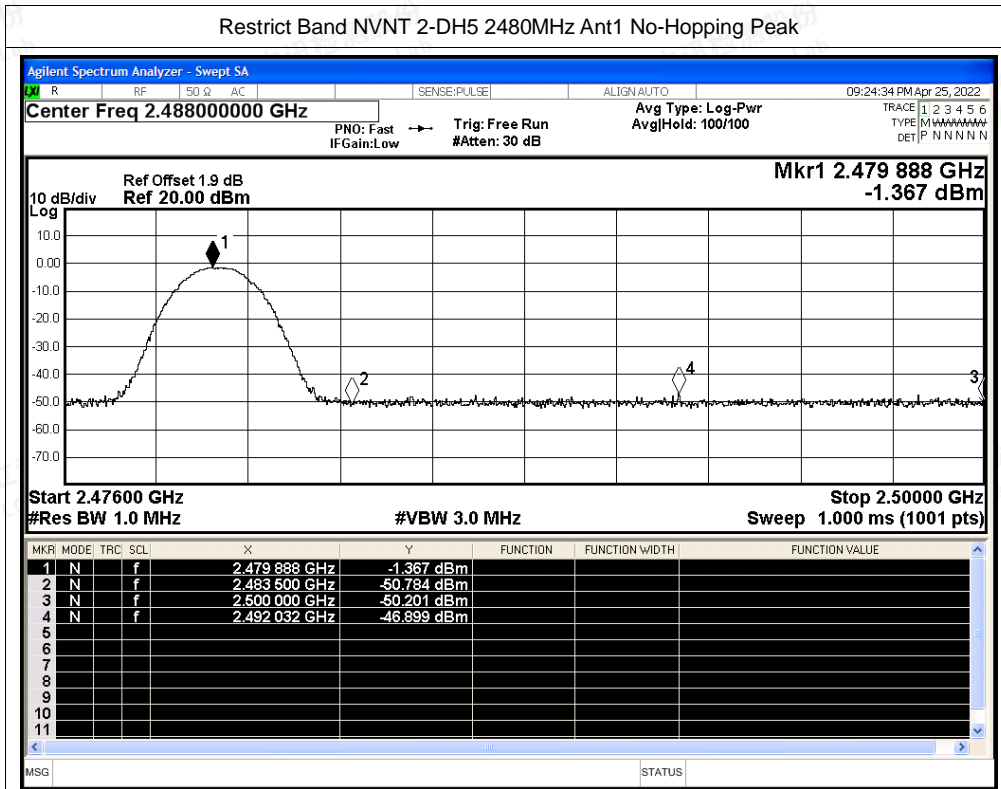 Restrict Band NVNT 2-DH5 2480MHz Ant1 No-Hopping Peak
Agilent Spectrum Analyzer - Swept SA
LXI R RF 50 Ω AC SENSE:PULSE ALIGN AUTO 09:24:34 PM Apr 25, 2022
Center Freq 2.488000000 GHz
PNO: Fast
IFGain:Low
Trig: Free Run
#Atten: 30 dB
Avg Type: Log-Pwr
Avg|Hold: 100/100
TRACE 1 2 3 4 5 6
TYPE M WWWWW
DET P N N N N N
Mkr1 2.479 888 GHz
-1.367 dBm
Ref Offset 1.9 dB
10 dB/div Ref 20.00 dBm
Log
10.0
0.00
-10.0
-20.0
-30.0
-40.0
-50.0
-60.0
-70.0
1
2
4
3
Start 2.47600 GHz Stop 2.50000 GHz
#Res BW 1.0 MHz #VBW 3.0 MHz Sweep 1.000 ms (1001 pts)
MKR MODE TRC SCL X Y FUNCTION FUNCTION WIDTH FUNCTION VALUE
1 N f 2.479 888 GHz -1.367 dBm
2 N f 2.483 500 GHz -50.784 dBm
3 N f 2.500 000 GHz -50.201 dBm
4 N f 2.492 032 GHz -46.899 dBm
5
6
7
8
9
10
11
MSG STATUS